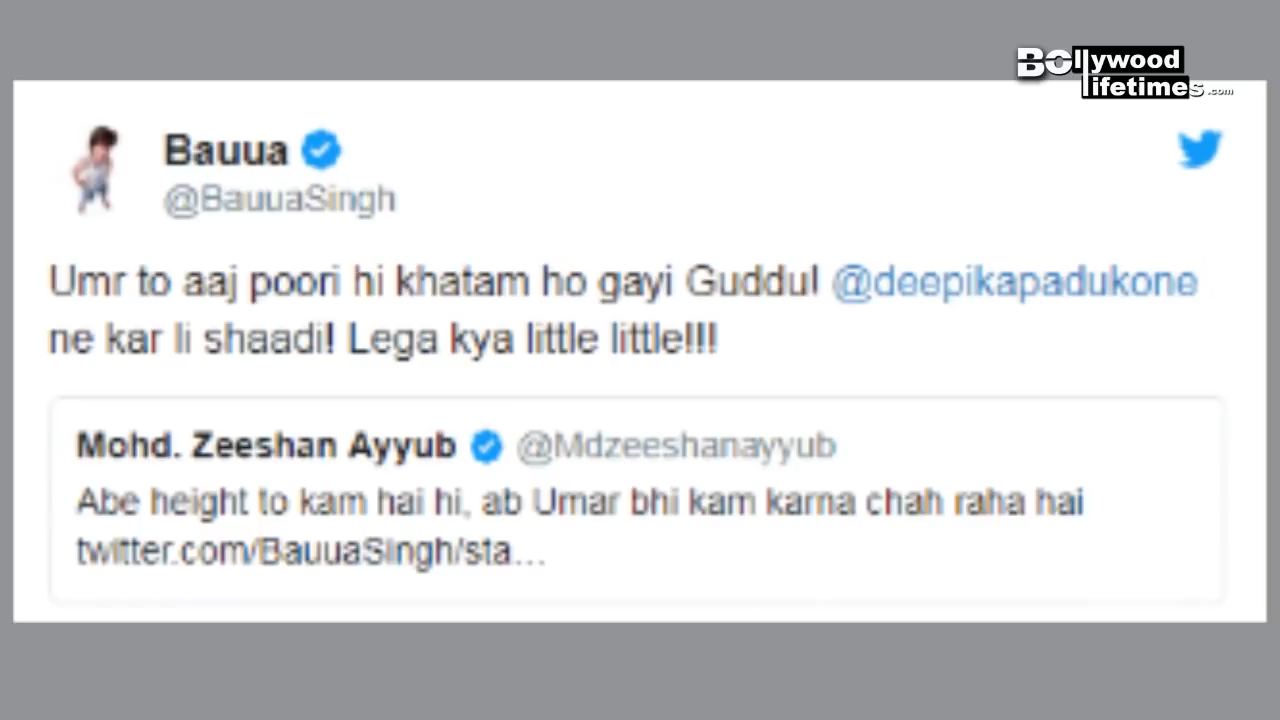 Bollywood
lifetimes.com
Bauua
@BauuaSingh
Umr to aaj poori hi khatam ho gayi Guddu! @deepikapadukone
ne kar li shaadi! Lega kya little little!!!
Mohd. Zeeshan Ayyub @Mdzeeshanayyub
Abe height to kam hai hi, ab Umar bhi kam karna chah raha hai
twitter.com/BauuaSingh/sta...